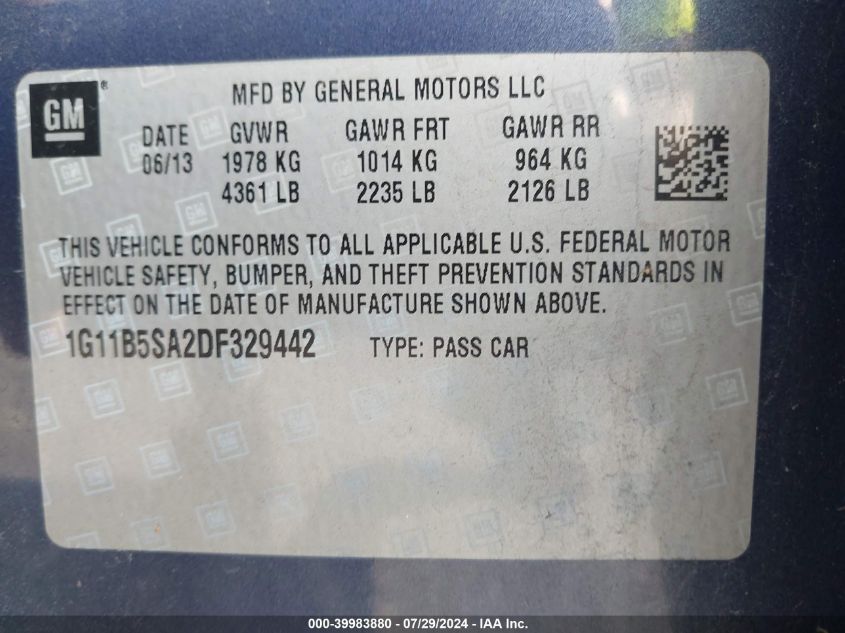 GM ®
MFD BY GENERAL MOTORS LLC
DATE GVWR GAWR FRT GAWR RR
06/13 1978 KG 1014 KG 964 KG
4361 LB 2235 LB 2126 LB
THIS VEHICLE CONFORMS TO ALL APPLICABLE U.S. FEDERAL MOTOR
VEHICLE SAFETY, BUMPER, AND THEFT PREVENTION STANDARDS IN
EFFECT ON THE DATE OF MANUFACTURE SHOWN ABOVE.
1G11B5SA2DF329442 TYPE: PASS CAR
000-39983880 - 07/29/2024 - IAA Inc.